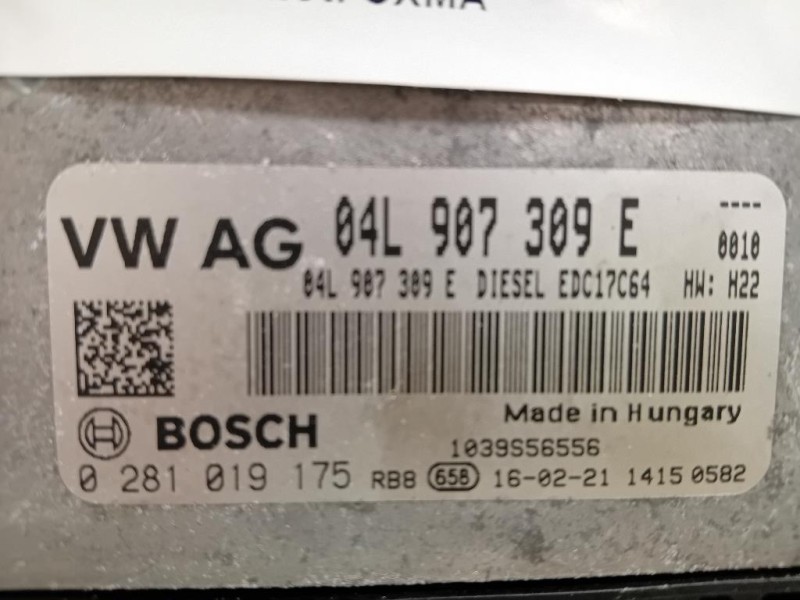 VW AG 04L 907 309 E ----
0010
04L 907 309 E DIESEL EDC17C64 HW: H22
Made in Hungary
BOSCH
1039S56556
0 281 019 175 RB8 658 16-02-21 1415 0582